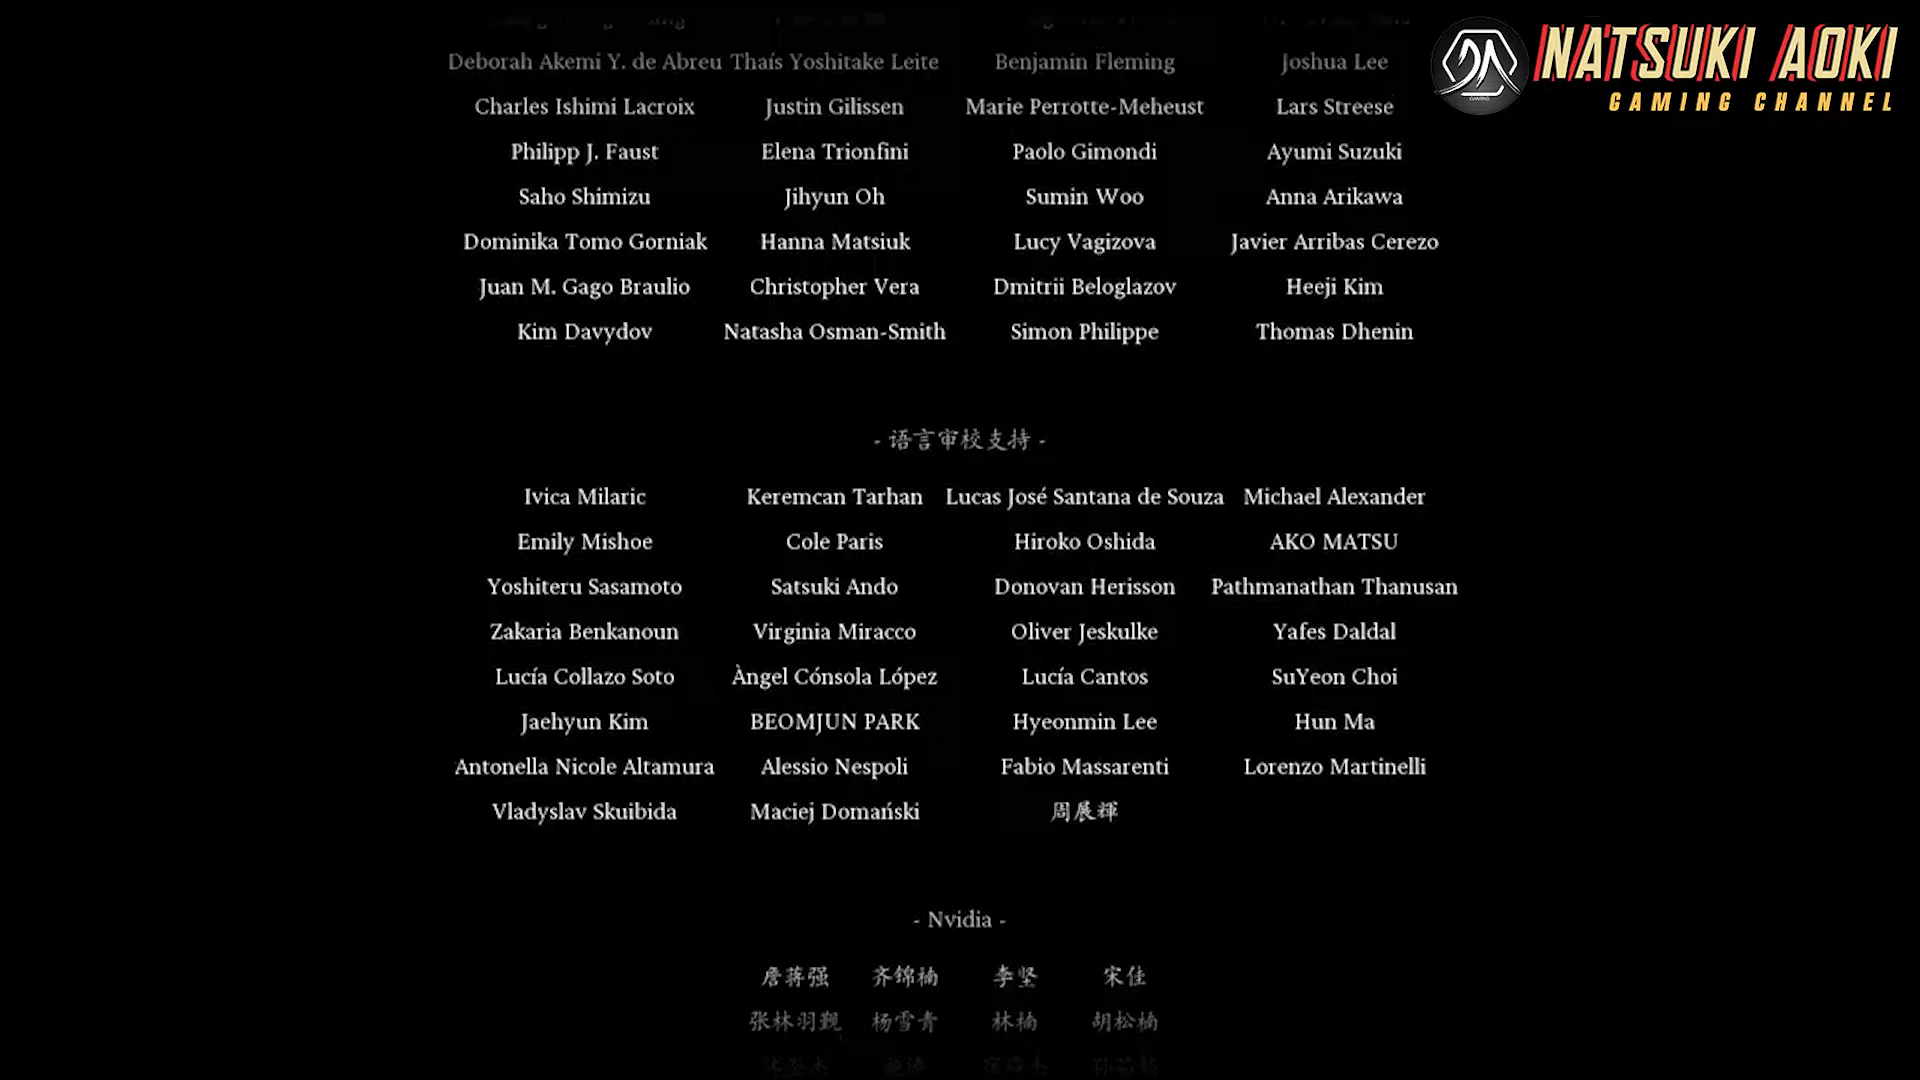 NATSUKI AOKI
GAMING CHANNEL
Deborah Akemi Y. de Abreu Thaís Yoshitake Leite Benjamin Fleming Joshua Lee
Charles Ishimi Lacroix Justin Gilissen Marie Perrotte-Meheust Lars Streese
Philipp J. Faust Elena Trionfini Paolo Gimondi Ayumi Suzuki
Saho Shimizu Jihyun Oh Sumin Woo Anna Arikawa
Dominika Tomo Gorniak Hanna Matsiuk Lucy Vagizova Javier Arribas Cerezo
Juan M. Gago Braulio Christopher Vera Dmitrii Beloglazov Heeji Kim
Kim Davydov Natasha Osman-Smith Simon Philippe Thomas Dhenin
- 语言审校支持 -
Ivica Milaric Keremcan Tarhan Lucas José Santana de Souza Michael Alexander
Emily Mishoe Cole Paris Hiroko Oshida AKO MATSU
Yoshiteru Sasamoto Satsuki Ando Donovan Herisson Pathmanathan Thanusan
Zakaria Benkanoun Virginia Miracco Oliver Jeskulke Yafes Daldal
Lucía Collazo Soto Àngel Cónsola López Lucía Cantos SuYeon Choi
Jaehyun Kim BEOMJUN PARK Hyeonmin Lee Hun Ma
Antonella Nicole Altamura Alessio Nespoli Fabio Massarenti Lorenzo Martinelli
Vladyslav Skuibida Maciej Domański 周展輝
- Nvidia -
詹蒋强 齐锦楠 李坚 宋佳
张林羽觐 杨雪青 林楠 胡松楠